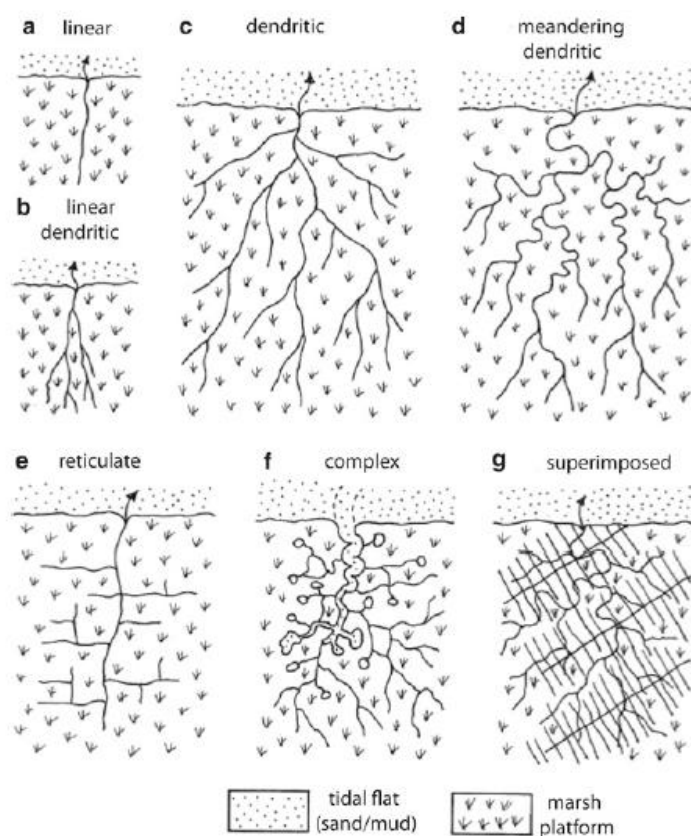 a linear
b linear
dendritic
c dendritic
d meandering
dendritic
e reticulate
f complex
g superimposed
tidal flat
(sand/mud)
marsh
platform